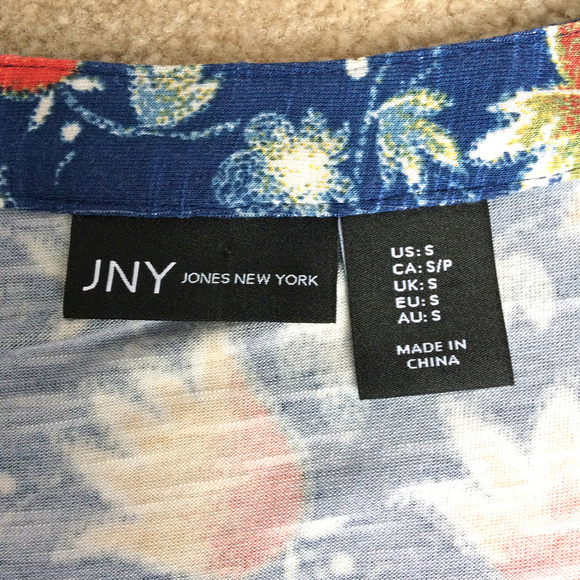 JNY JONES NEW YORK
US: S
CA: S/P
UK: S
EU: S
AU: S
MADE IN
CHINA